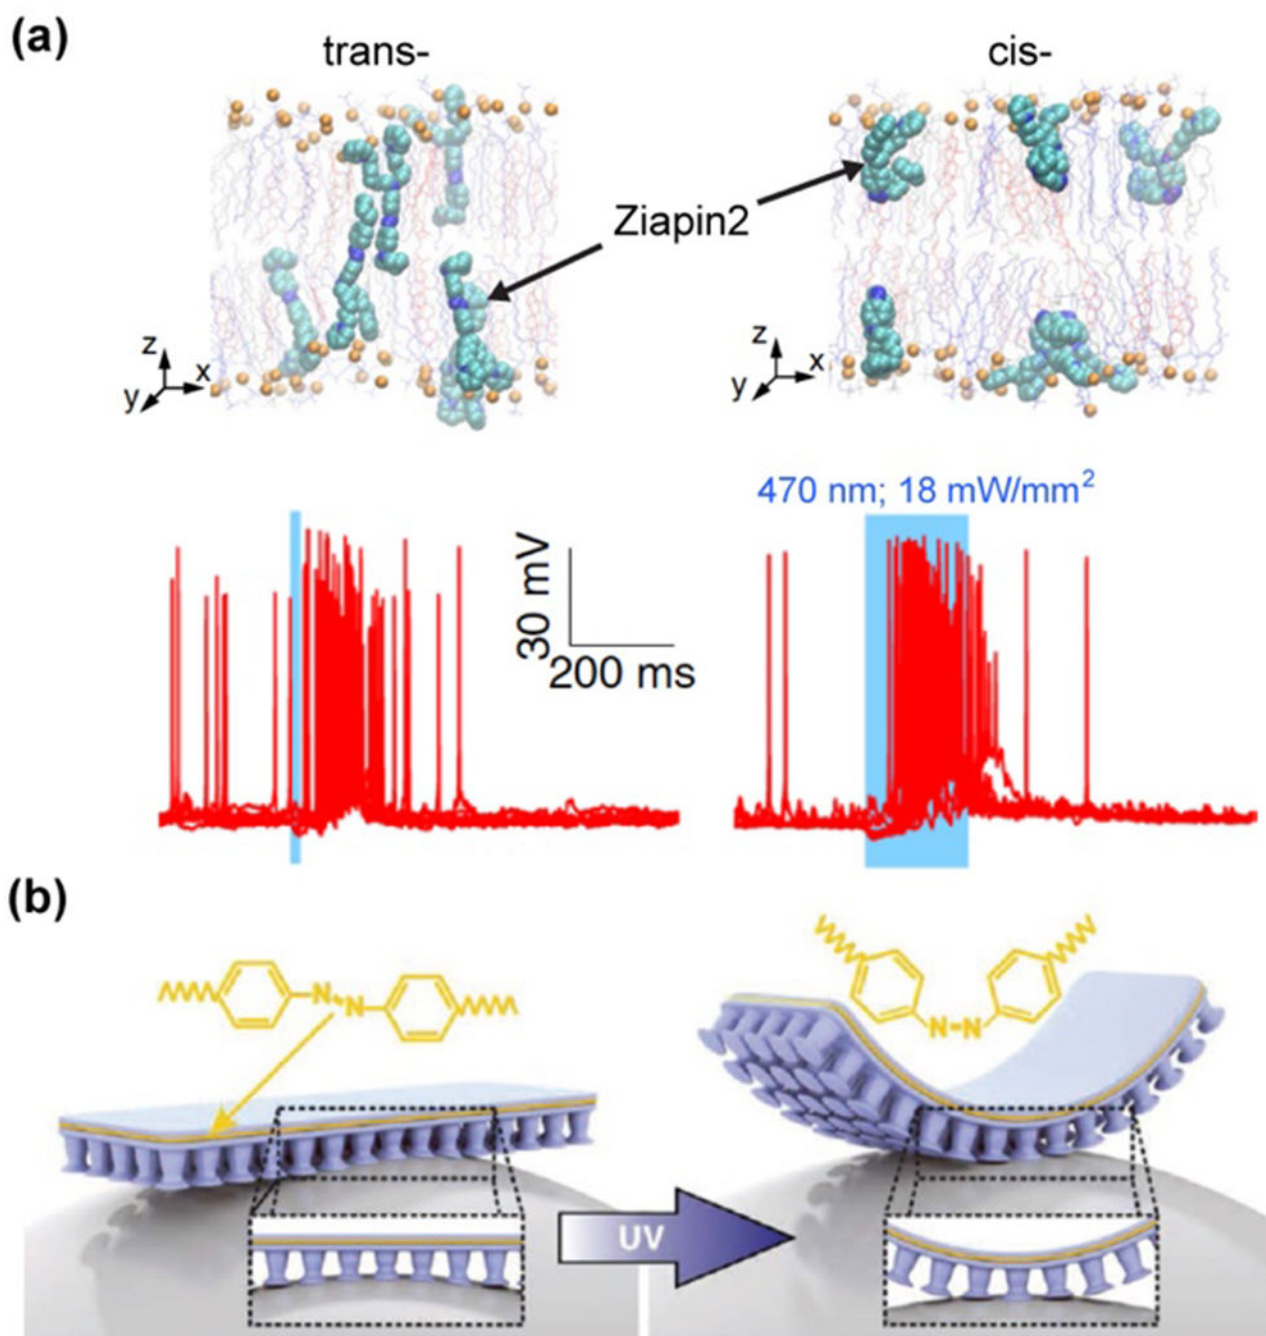 (a)
trans-
cis-
Ziapin2
z
x
y
z
x
y
470 nm; 18 mW/mm²
30 mV
200 ms
(b)
N
N
N
N
UV